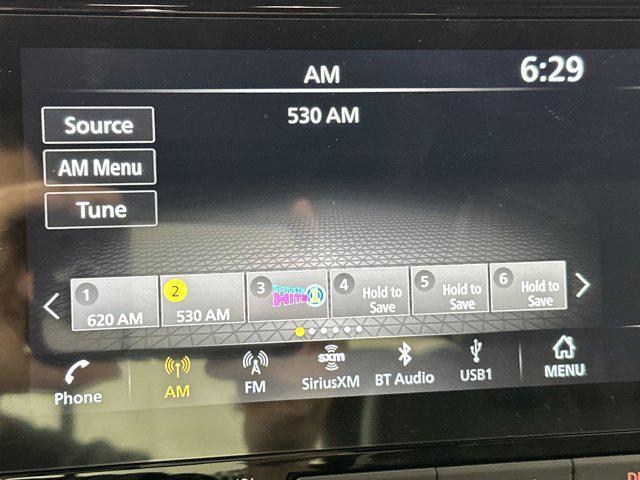 AM
6:29
530 AM
Source
AM Menu
Tune
1
620 AM
2
530 AM
3
SIRIUSXM
HITS 1
4
Hold to
Save
5
Hold to
Save
6
Hold to
Save
Phone
AM
FM
sxm
SiriusXM
BT Audio
USB1
MENU